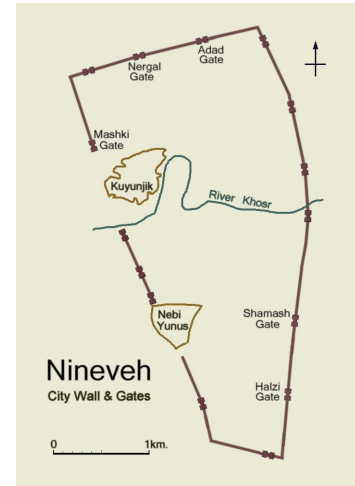 Adad
Gate
Nergal
Gate
Mashki
Gate
Kuyunjik
River Khosr
Nebi
Yunus
Shamash
Gate
Halzi
Gate
Nineveh
City Wall & Gates
0 1km.